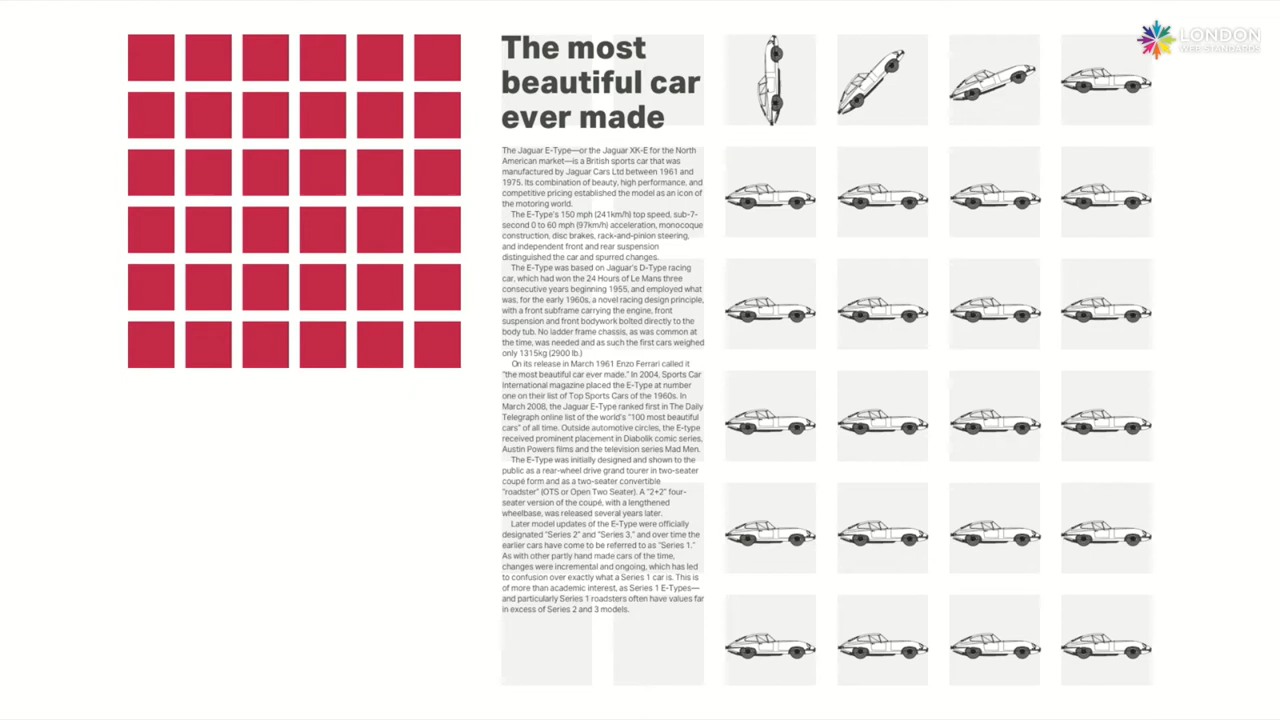 The most
beautiful car
ever made
The Jaguar E-Type—or the Jaguar XK-E for the North
American market—is a British sports car that was
manufactured by Jaguar Cars Ltd between 1961 and
1975. Its combination of beauty, high performance, and
competitive pricing established the model as an icon of
the motoring world.
The E-Type's 150 mph (241km/h) top speed, sub-7-
second 0 to 60 mph (97km/h) acceleration, monocoque
construction, disc brakes, rack-and-pinion steering,
and independent front and rear suspension
distinguished the car and spurred changes.
The E-Type was based on Jaguar's D-Type racing
car, which had won the 24 Hours of Le Mans three
consecutive years beginning 1955, and employed what
was, for the early 1960s, a novel racing design principle,
with a front subframe carrying the engine, front
suspension and front bodywork bolted directly to the
body tub. No ladder frame chassis, as was common at
the time, was needed and as such the first cars weighed
only 1315kg (2900 lb.)
On its release in March 1961 Enzo Ferrari called it
"the most beautiful car ever made." In 2004, Sports Car
International magazine placed the E-Type at number
one on their list of Top Sports Cars of the 1960s. In
March 2008, the Jaguar E-Type ranked first in The Daily
Telegraph online list of the world's "100 most beautiful
cars" of all time. Outside automotive circles, the E-type
received prominent placement in Diabolik comic series,
Austin Powers films and the television series Mad Men.
The E-Type was initially designed and shown to the
public as a rear-wheel drive grand tourer in two-seater
coupé form and as a two-seater convertible
"roadster" (OTS or Open Two Seater). A "2+2" four-
seater version of the coupé, with a lengthened
wheelbase, was released several years later.
Later model updates of the E-Type were officially
designated "Series 2" and "Series 3," and over time the
earlier cars have come to be referred to as "Series 1."
As with other partly hand made cars of the time,
changes were incremental and ongoing, which has led
to confusion over exactly what a Series 1 car is. This is
of more than academic interest, as Series 1 E-Types—
and particularly Series 1 roadsters often have values far
in excess of Series 2 and 3 models.
LONDON
WEB STANDARDS